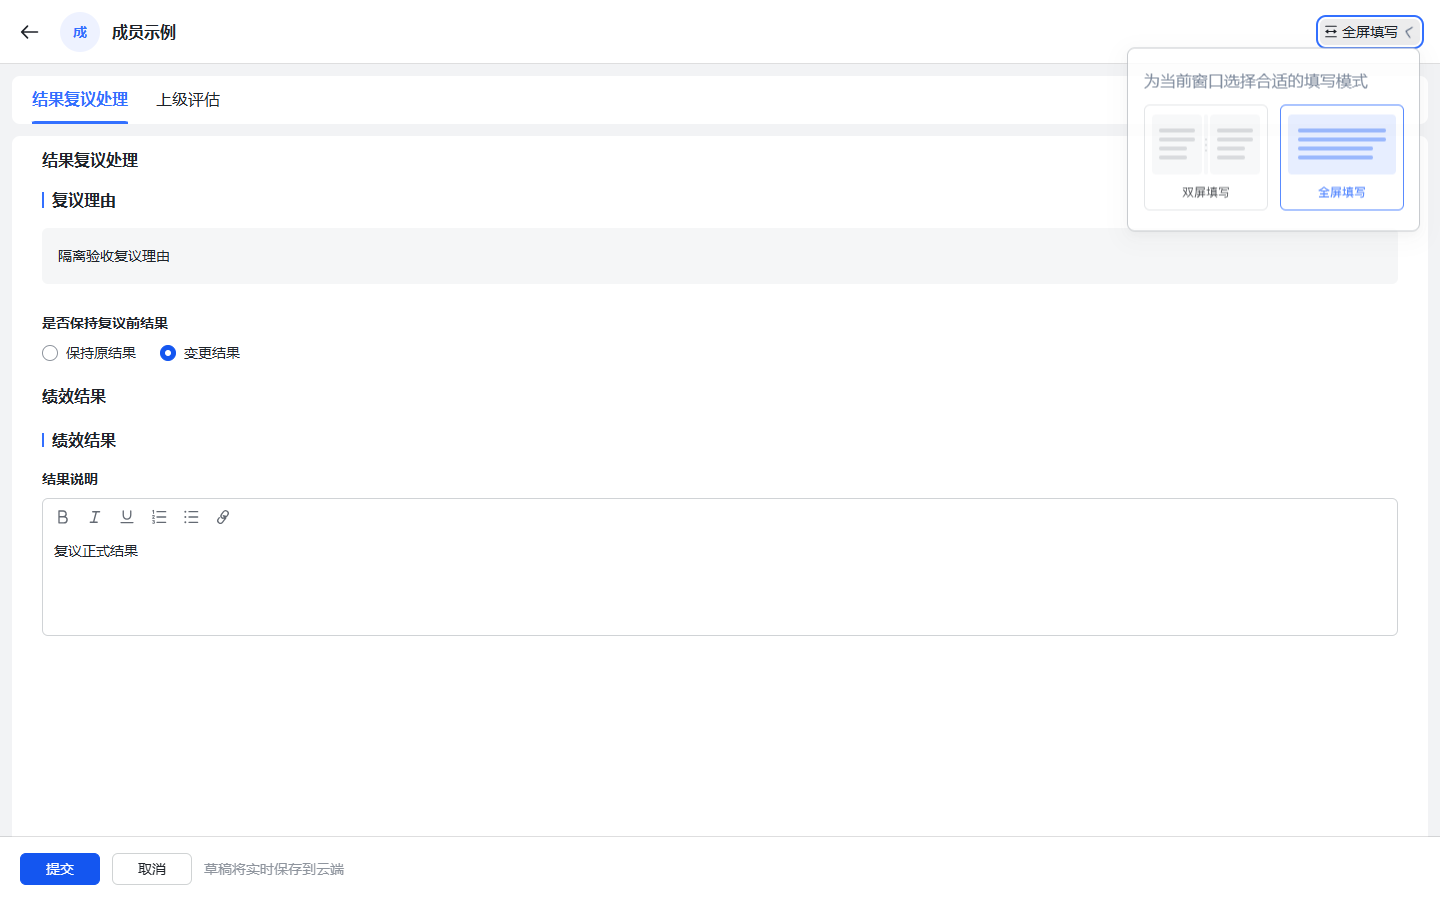 成 成员示例
全屏填写
为当前窗口选择合适的填写模式
双屏填写 全屏填写
结果复议处理 上级评估
结果复议处理
复议理由
隔离验收复议理由
是否保持复议前结果
保持原结果 变更结果
绩效结果
绩效结果
结果说明
B I U
复议正式结果
提交 取消 草稿将实时保存到云端